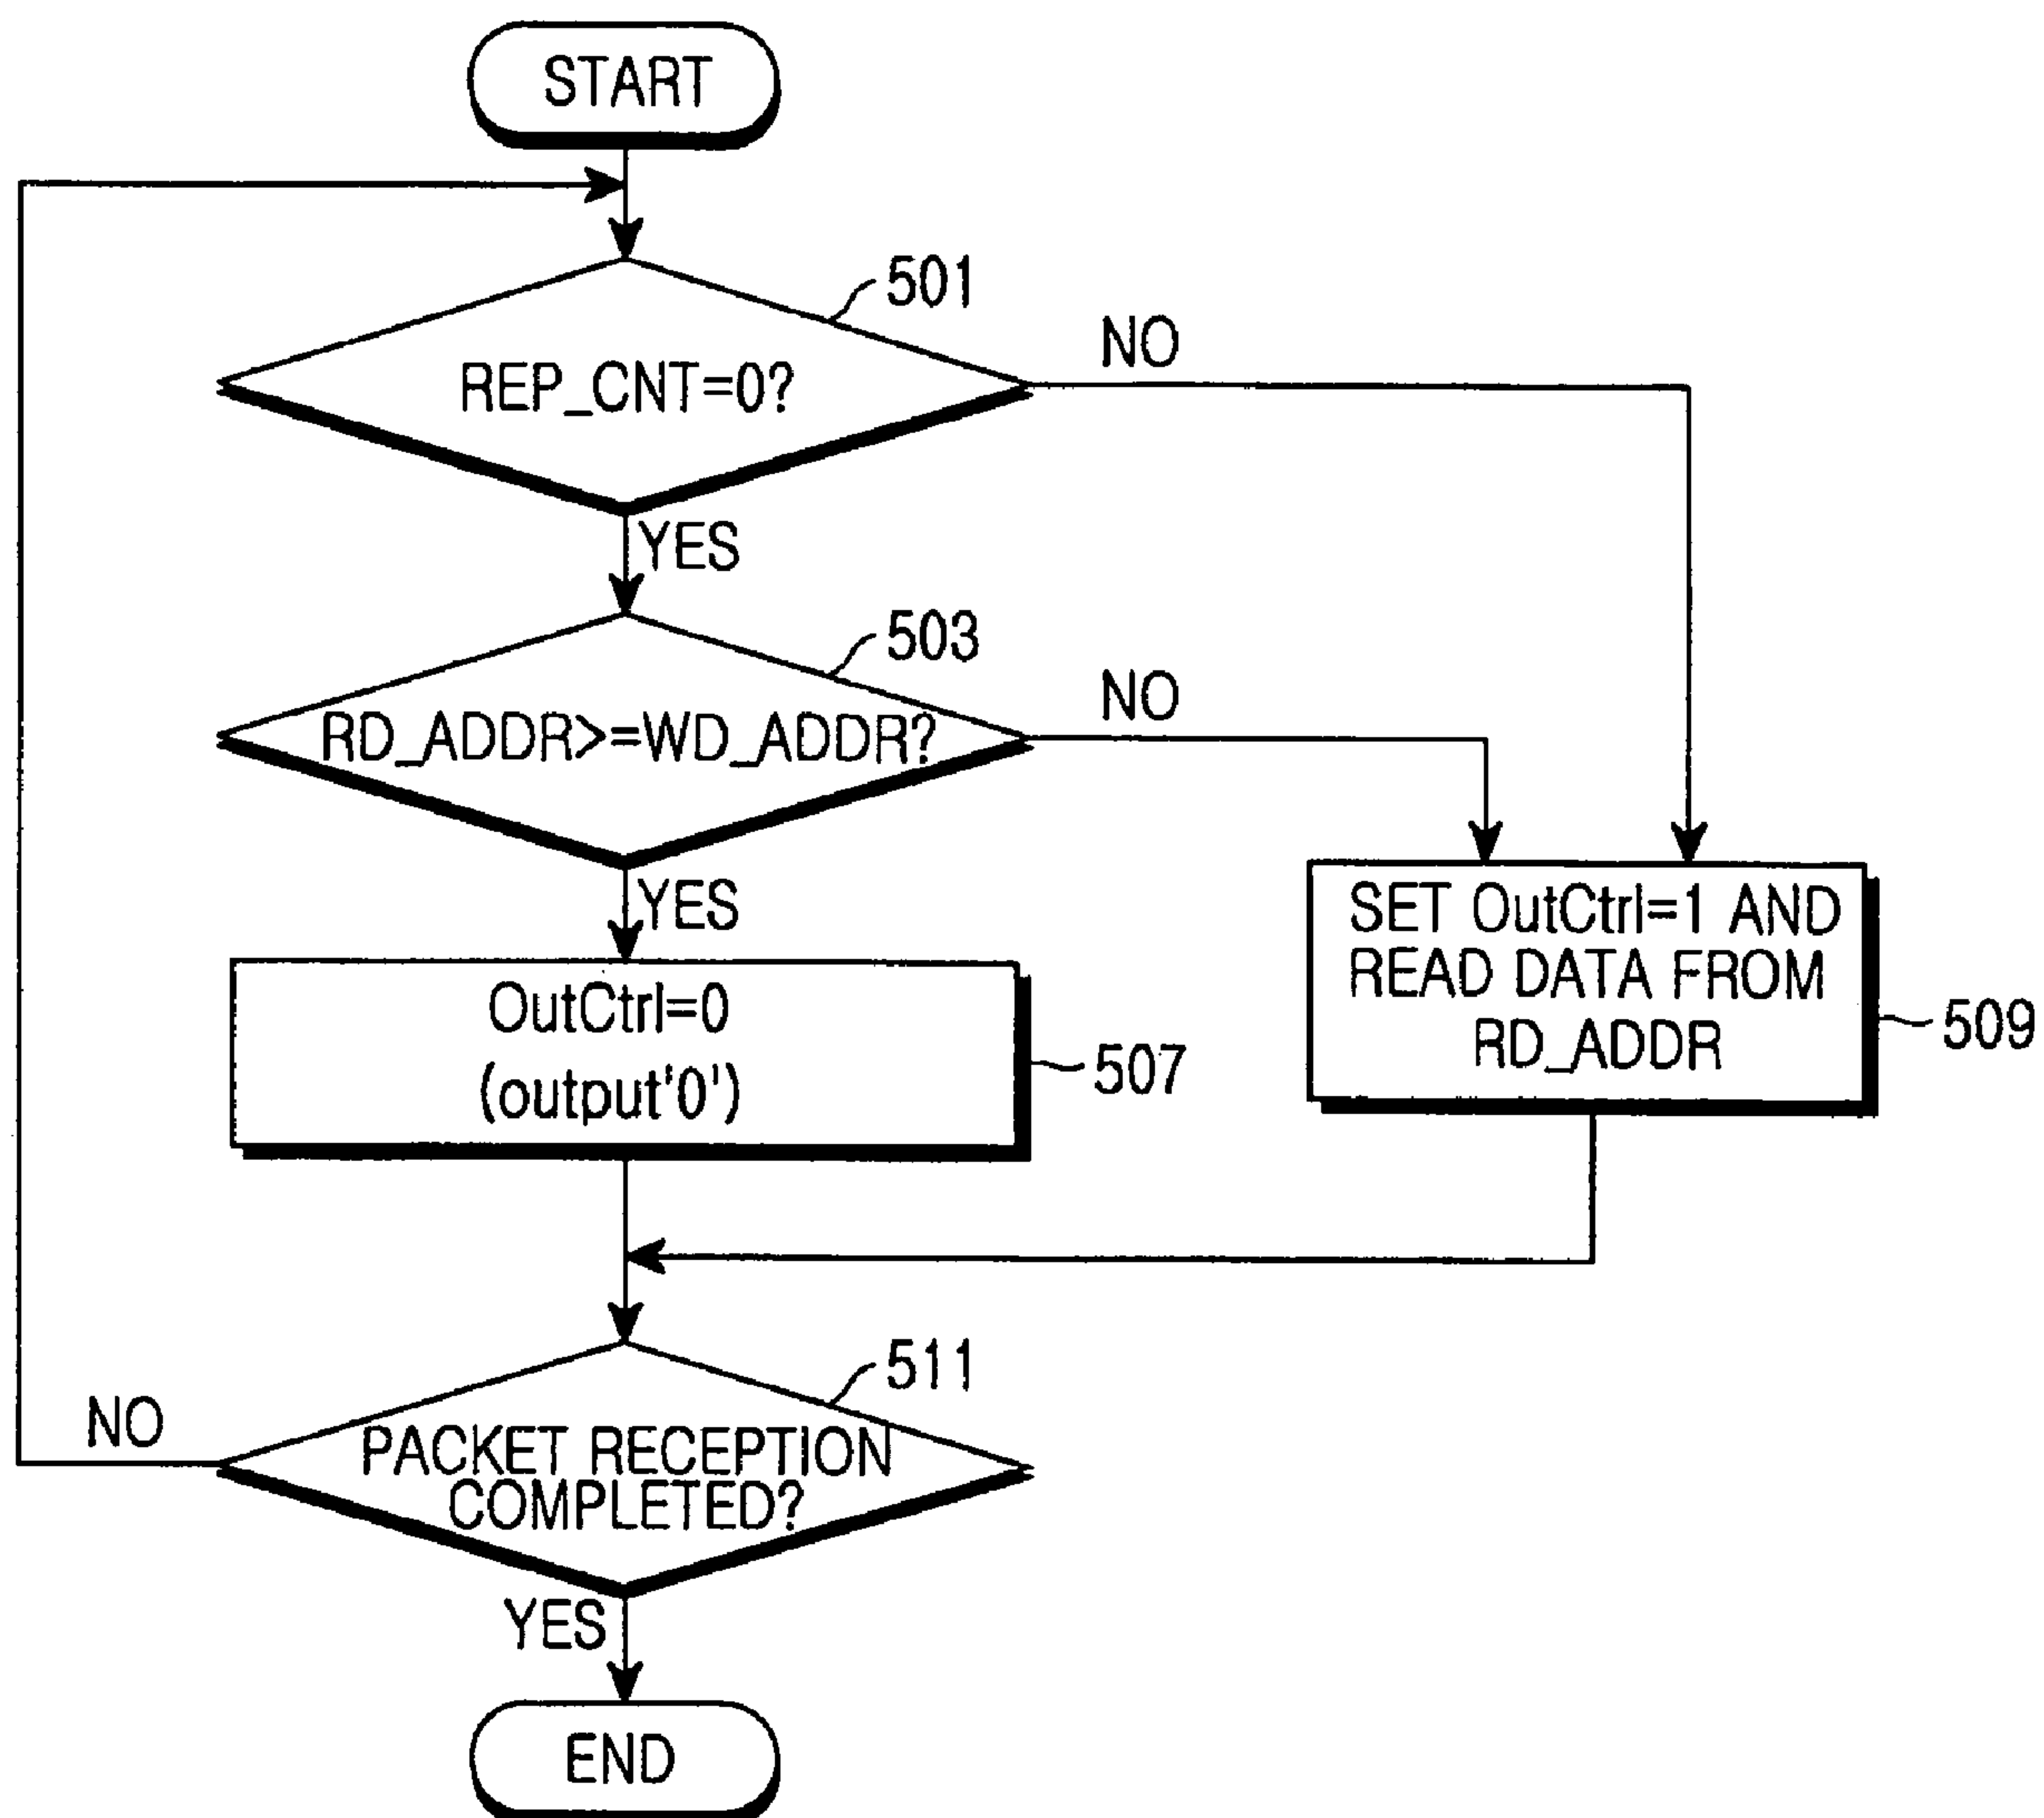 START
501
REP_CNT=0?
NO
YES
503
RD_ADDR>=WD_ADDR?
NO
YES
OutCtrl=0
(output'0')
507
SET OutCtrl=1 AND
READ DATA FROM
RD_ADDR
509
511
PACKET RECEPTION
COMPLETED?
NO
YES
END